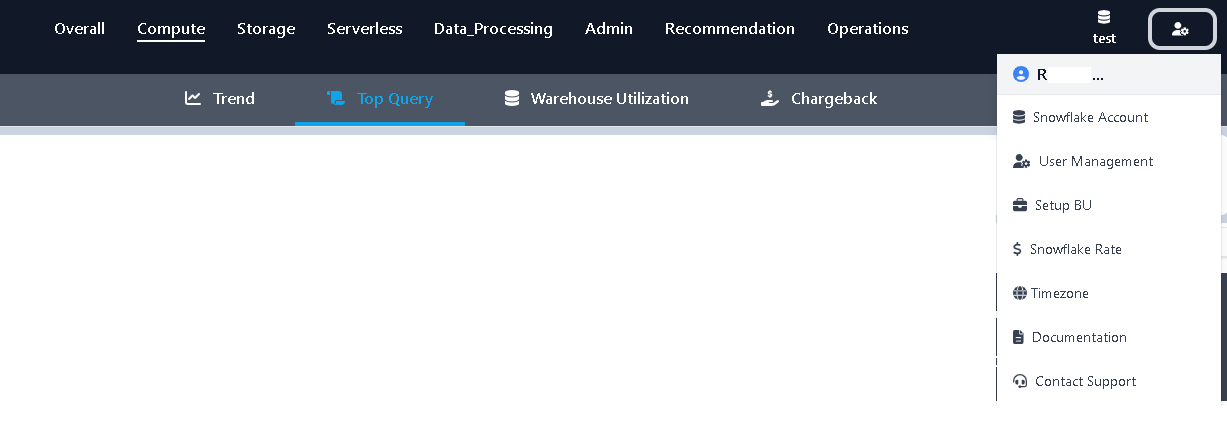 Overall Compute Storage Serverless Data_Processing Admin Recommendation Operations
test
R ...
Trend Top Query Warehouse Utilization Chargeback
Snowflake Account
User Management
Setup BU
Snowflake Rate
Timezone
Documentation
Contact Support